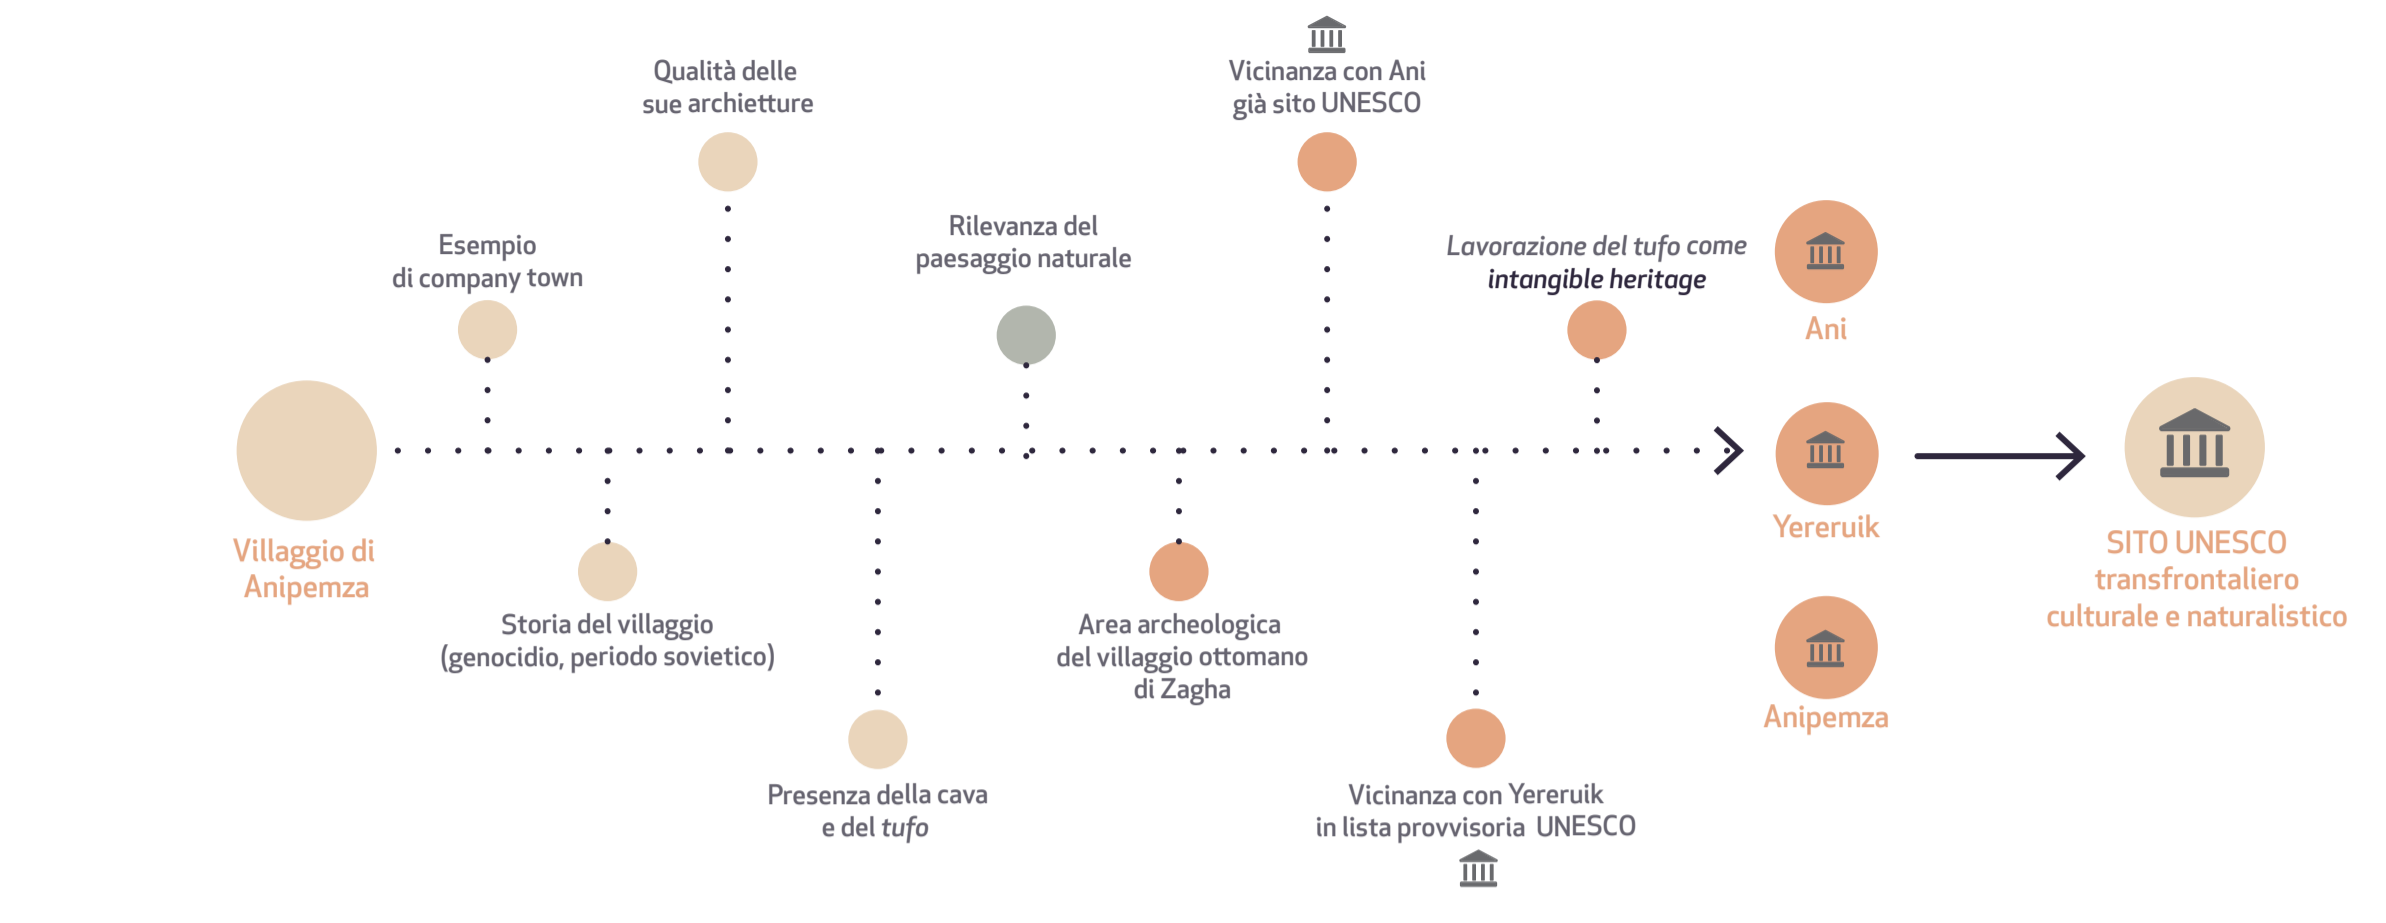 Villaggio di
Anipemza
Esempio
di company town
Storia del villaggio
(genocidio, periodo sovietico)
Qualità delle
sue archietture
Presenza della cava
e del tufo
Rilevanza del
paesaggio naturale
Area archeologica
del villaggio ottomano
di Zagha
Vicinanza con Ani
già sito UNESCO
Vicinanza con Yereruik
in lista provvisoria UNESCO
Lavorazione del tufo come
intangible heritage
Ani
Yereruik
Anipemza
SITO UNESCO
transfrontaliero
culturale e naturalistico